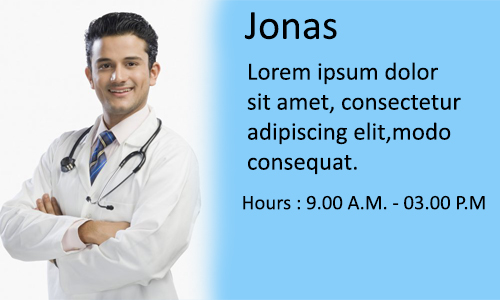 Jonas
Lorem ipsum dolor
sit amet, consectetur
adipiscing elit,modo
consequat.
Hours : 9.00 A.M. - 03.00 P.M